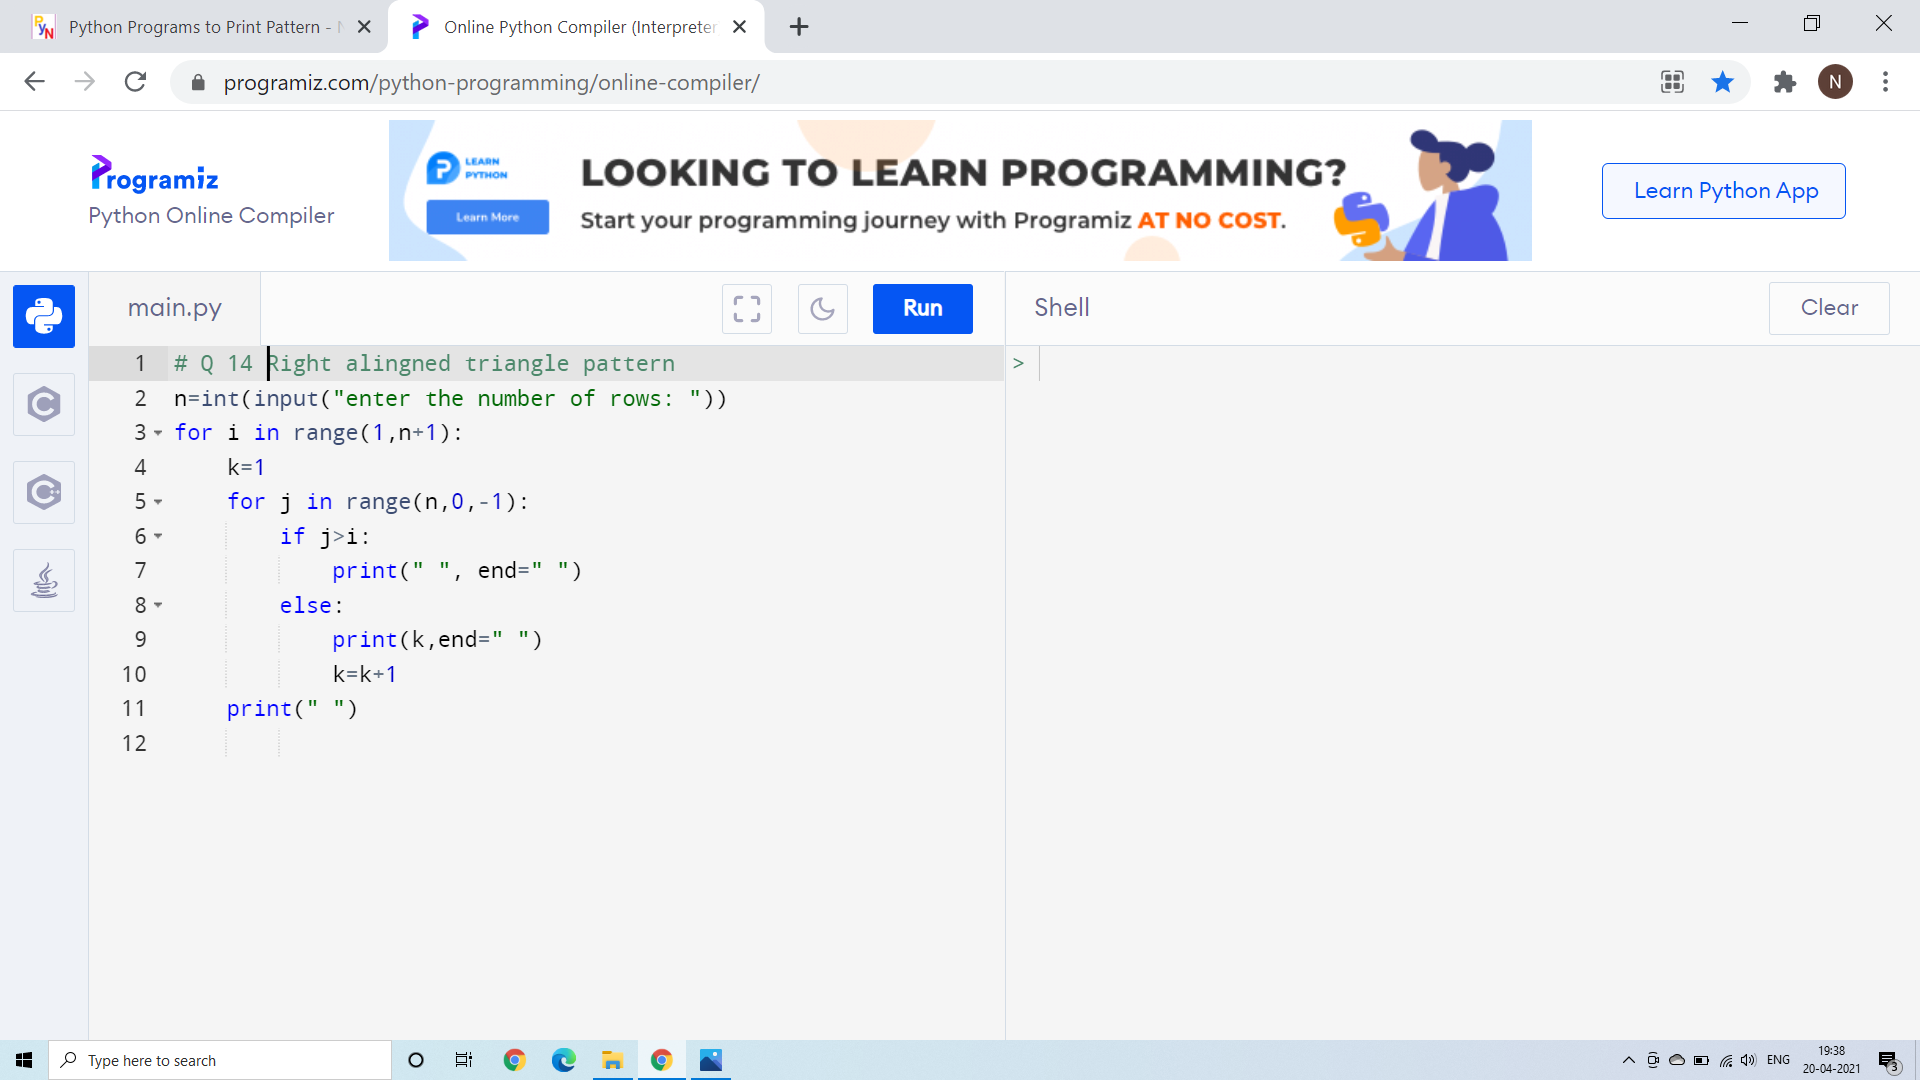 Python Programs to Print Pattern -
Online Python Compiler (Interpreter
programiz.com/python-programming/online-compiler/
N
Programiz
Python Online Compiler
LEARN PYTHON
Learn More
LOOKING TO LEARN PROGRAMMING?
Start your programming journey with Programiz AT NO COST.
Learn Python App
main.py
Run
Shell
Clear
1 # Q 14 Right alingned triangle pattern
2 n=int(input("enter the number of rows: "))
3 for i in range(1,n+1):
4     k=1
5     for j in range(n,0,-1):
6         if j>i:
7             print(" ", end=" ")
8         else:
9             print(k,end=" ")
10             k=k+1
11     print(" ")
12
>
Type here to search
ENG
19:38
20-04-2021
3